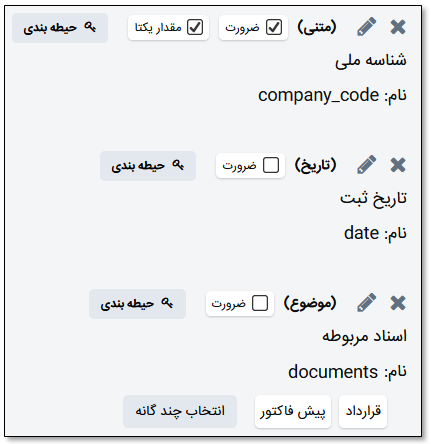 (متنی) ضرورت مقدار یکتا حیطه بندی
شناسه ملی
نام: company_code
(تاریخ) ضرورت حیطه بندی
تاریخ ثبت
نام: date
(موضوع) ضرورت حیطه بندی
اسناد مربوطه
نام: documents
قرارداد پیش فاکتور انتخاب چند گانه